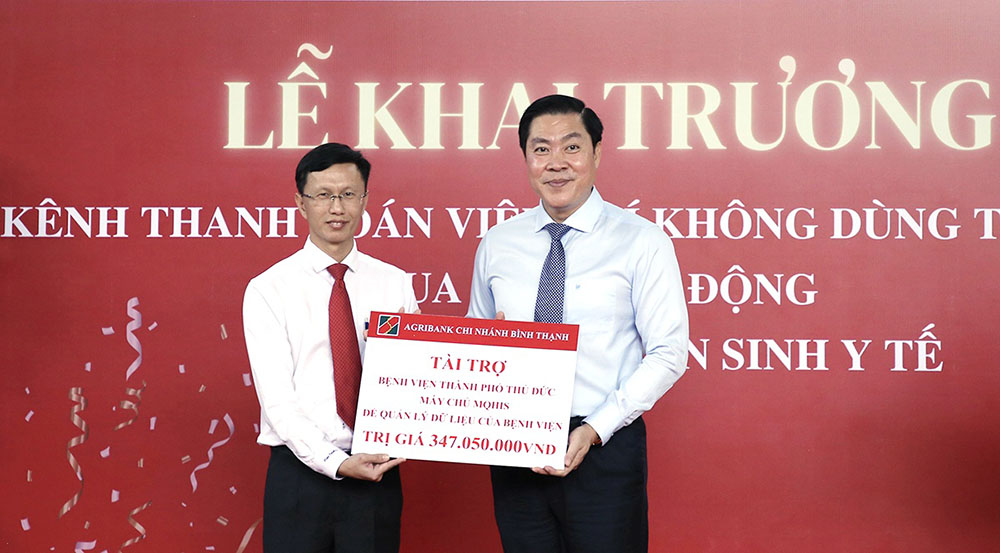 LỄ KHAI TRƯƠNG
KÊNH THANH TOÁN VIỆN PHÍ KHÔNG DÙNG T
ĐỘNG
SINH Y TẾ
AGRIBANK CHI NHÁNH BÌNH THẠNH
TÀI TRỢ
BỆNH VIỆN THÀNH PHỐ THỦ ĐỨC
MÁY CHỦ MQHIS
ĐỂ QUẢN LÝ DỮ LIỆU CỦA BỆNH VIỆN
TRỊ GIÁ 347.050.000VNĐ